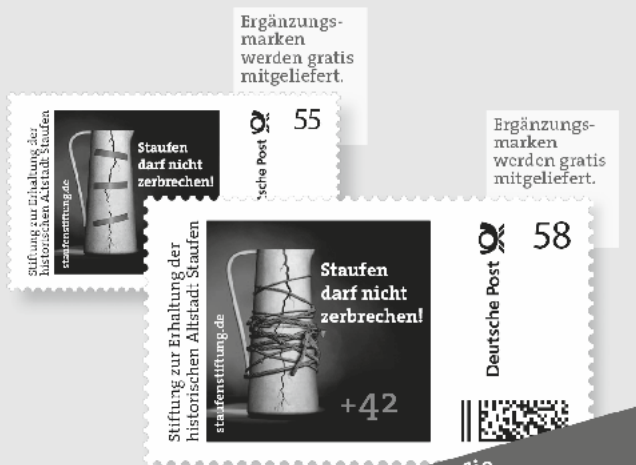 Ergänzungs-
marken
werden gratis
mitgeliefert.
Stiftung zur Erhaltung der
historischen Altstadt Staufen
staufenstiftung.de
Staufen
darf nicht
zerbrechen!
55
Ergänzungs-
marken
werden gratis
mitgeliefert.
Stiftung zur Erhaltung der
historischen Altstadt Staufen
staufenstiftung.de
Staufen
darf nicht
zerbrechen!
+42
Deutsche Post
58